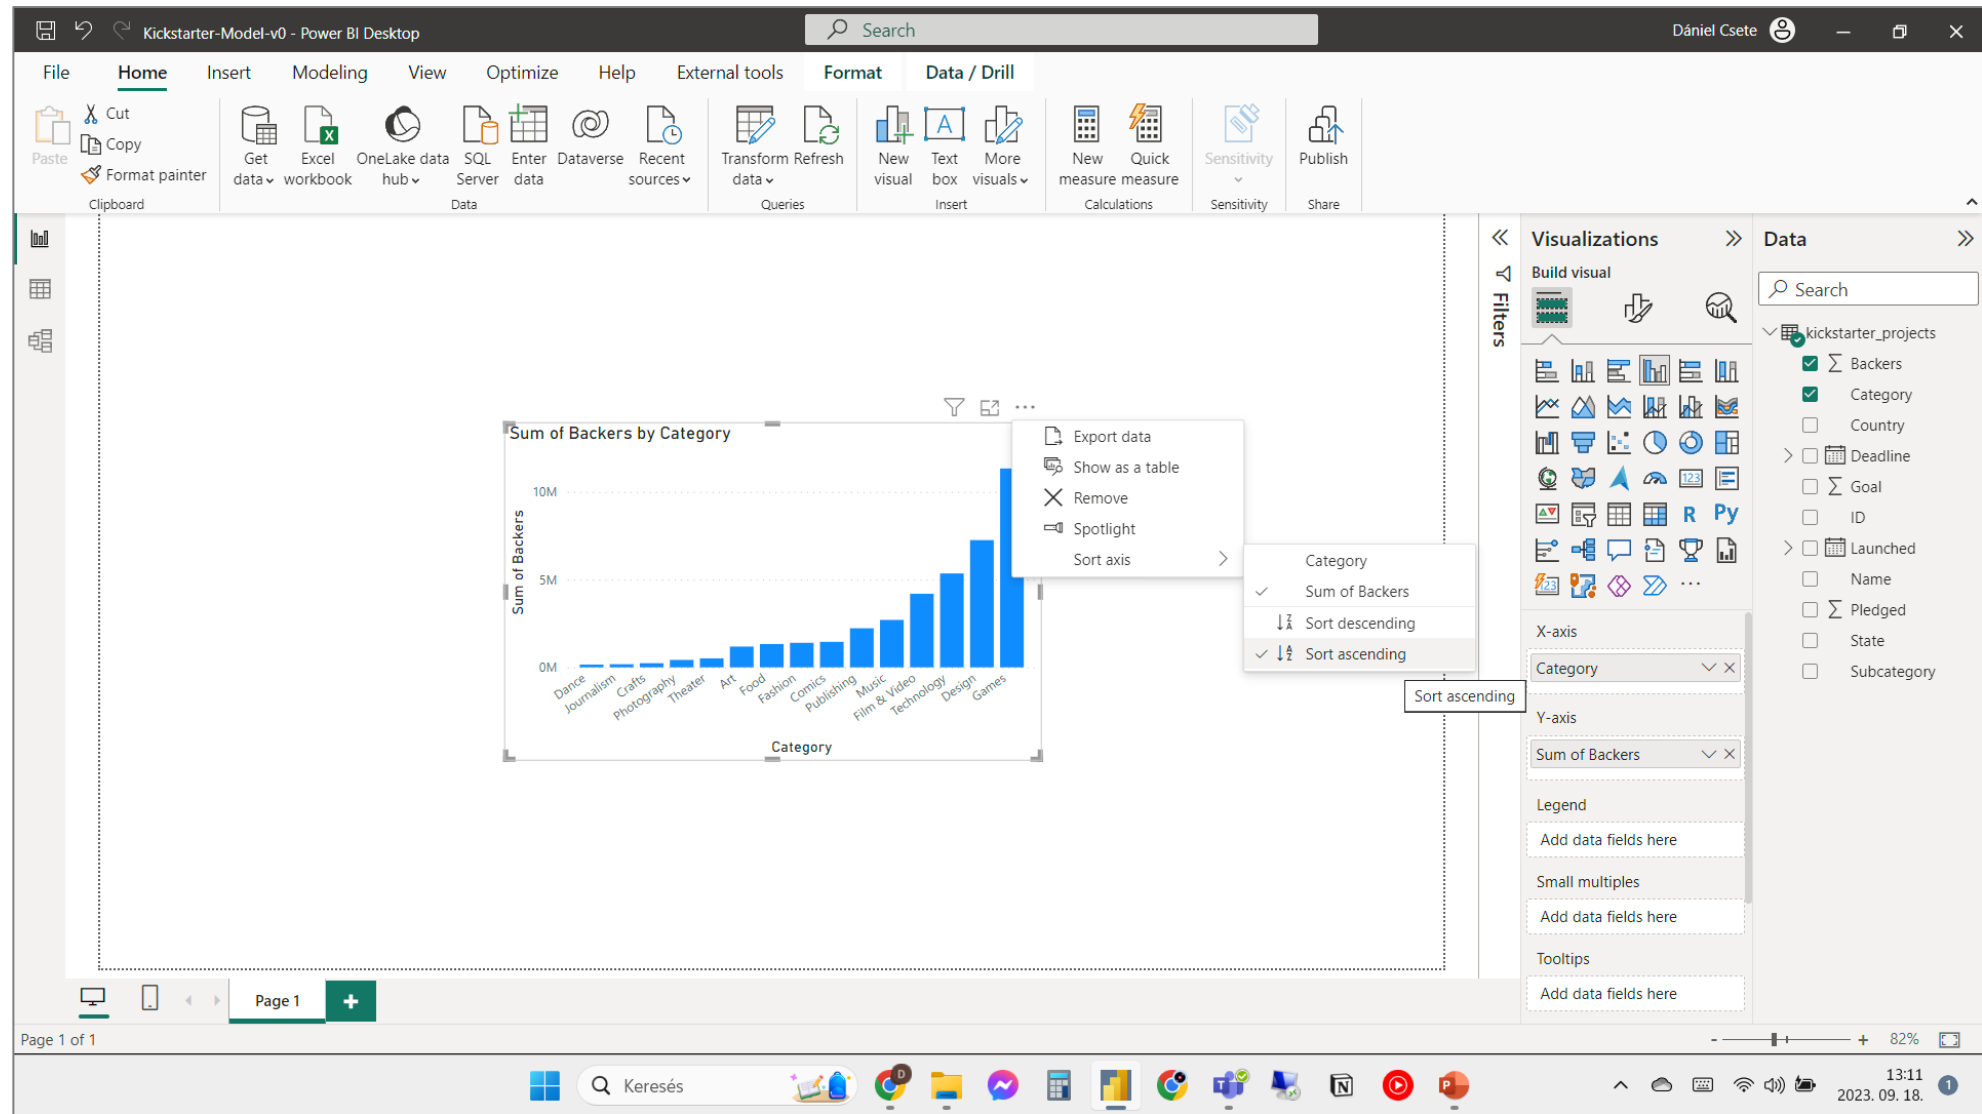 Kickstarter-Model-v0 - Power BI Desktop
Search
Dániel Csete
File
Home
Insert
Modeling
View
Optimize
Help
External tools
Format
Data / Drill
Paste
Cut
Copy
Format painter
Clipboard
Get data
Excel workbook
OneLake data hub
SQL Server
Enter data
Dataverse
Recent sources
Data
Transform data
Refresh
Queries
New visual
Text box
More visuals
Insert
New measure
Quick measure
Calculations
Sensitivity
Sensitivity
Publish
Share
Sum of Backers by Category
Sum of Backers
10M
5M
0M
Dance
Journalism
Crafts
Photography
Theater
Art
Food
Fashion
Comics
Publishing
Music
Film & Video
Technology
Design
Games
Category
Export data
Show as a table
Remove
Spotlight
Sort axis
Category
Sum of Backers
Sort descending
Sort ascending
Sort ascending
Filters
Visualizations
Build visual
123
R
Py
123
X-axis
Category
Y-axis
Sum of Backers
Legend
Add data fields here
Small multiples
Add data fields here
Tooltips
Add data fields here
Data
Search
kickstarter_projects
Backers
Category
Country
Deadline
Goal
ID
Launched
Name
Pledged
State
Subcategory
Page 1
Page 1 of 1
82%
Keresés
D
13:11
2023. 09. 18.
1